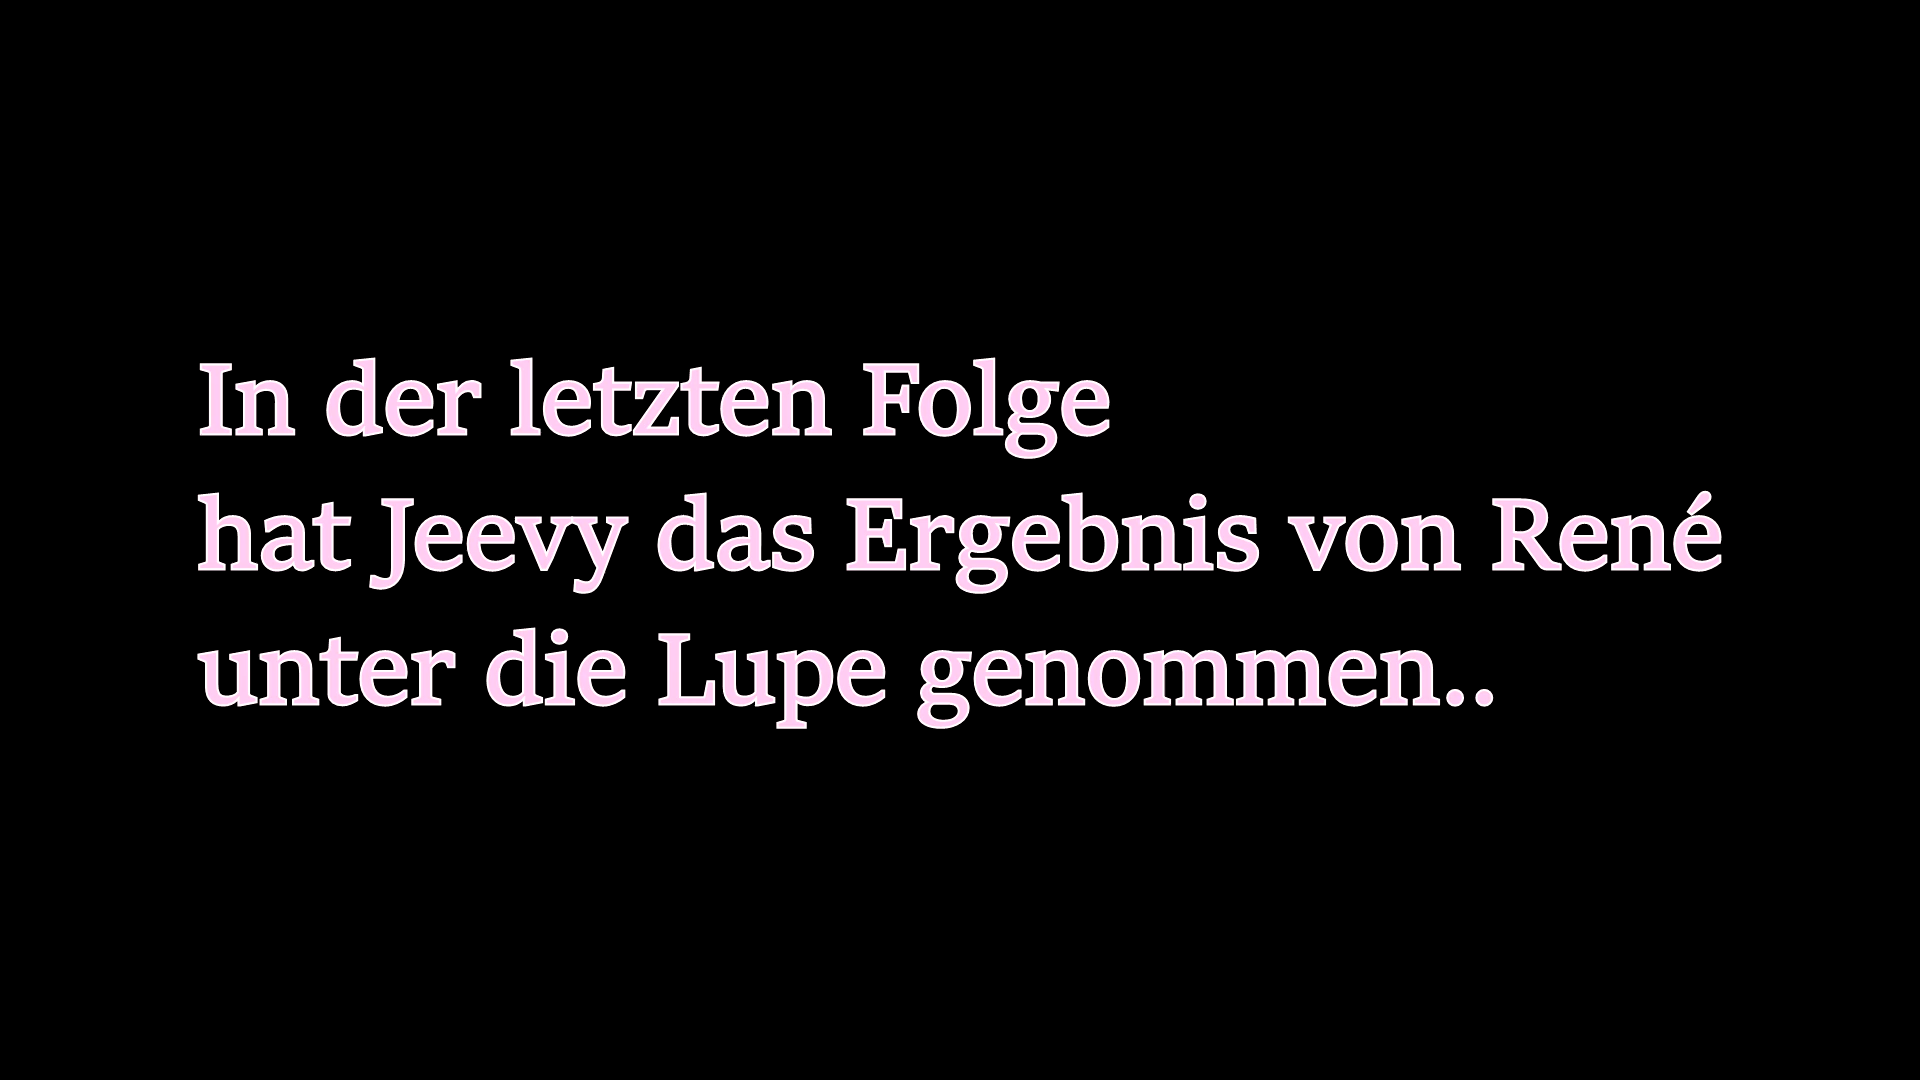 In der letzten Folge
hat Jeevy das Ergebnis von René
unter die Lupe genommen..